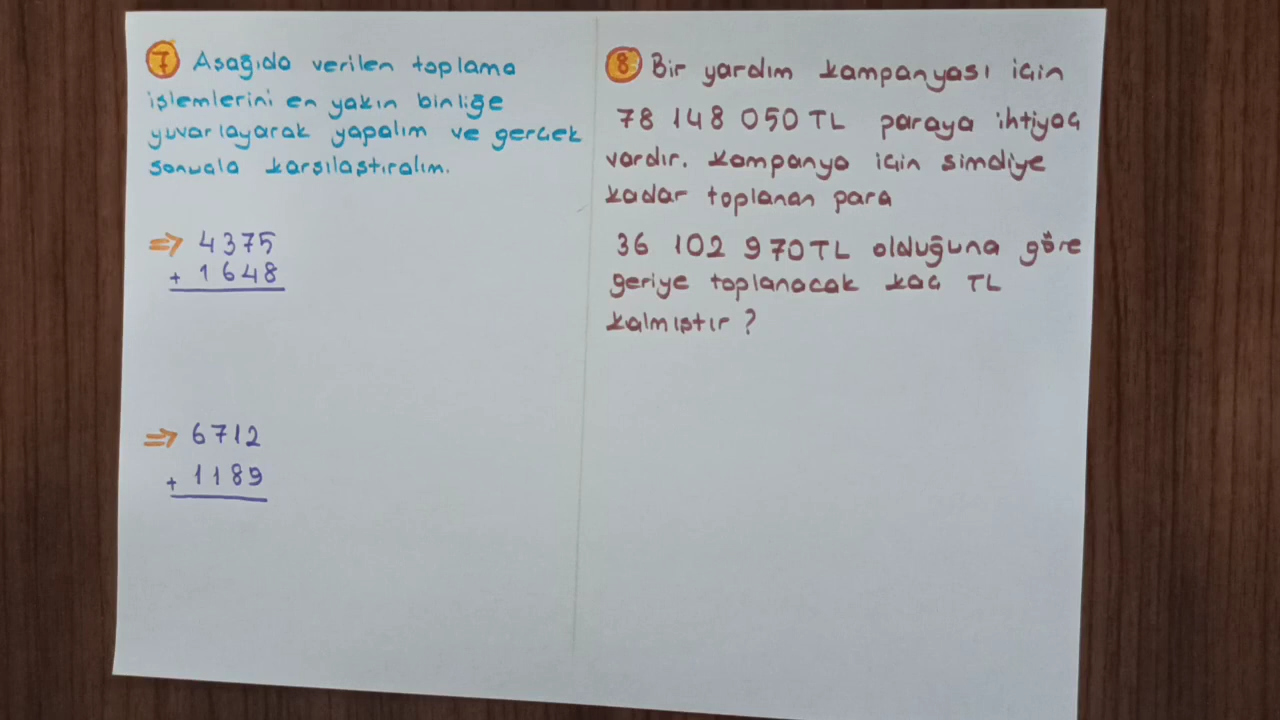 7 Aşağıda verilen toplama
işlemlerini en yakın binliğe
yuvarlayarak yapalım ve gerçek
sonuçla karşılaştıralım.
⇒ 4375
+ 1648
⇒ 6712
+ 1189
8 Bir yardım kampanyası için
78 148 050 TL paraya ihtiyaç
vardır. Kampanya için şimdiye
kadar toplanan para
36 102 970 TL olduğuna göre
geriye toplanacak kaç TL
kalmıştır?